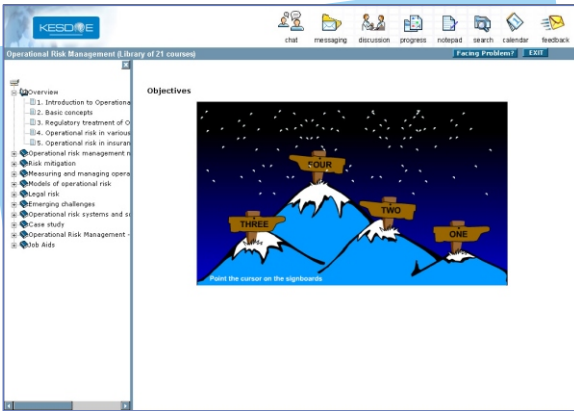 KESDEE
chat messaging discussion progress notepad search calendar feedback
Operational Risk Management (Library of 21 courses)
Facing Problem? EXIT
Overview
1. Introduction to Operationa
2. Basic concepts
3. Regulatory treatment of O
4. Operational risk in various
5. Operational risk in insuran
Operational risk management n
Risk mitigation
Measuring and managing opera
Models of operational risk
Legal risk
Emerging challenges
Operational risk systems and s
Case study
Operational Risk Management -
Job Aids
Objectives
FOUR
TWO
THREE
ONE
Point the cursor on the signboards